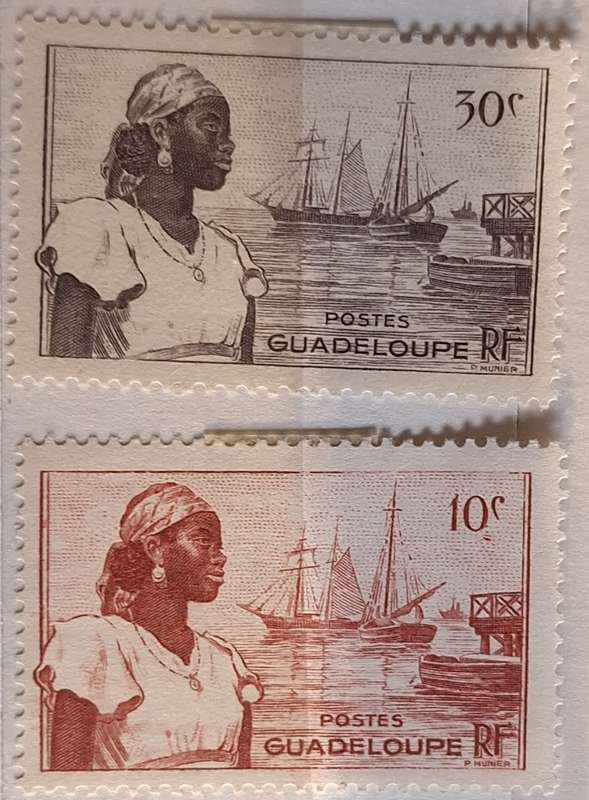 30c
POSTES
GUADELOUPE RF
P. MUNIER
10c
POSTES
GUADELOUPE RF
P. MUNIER